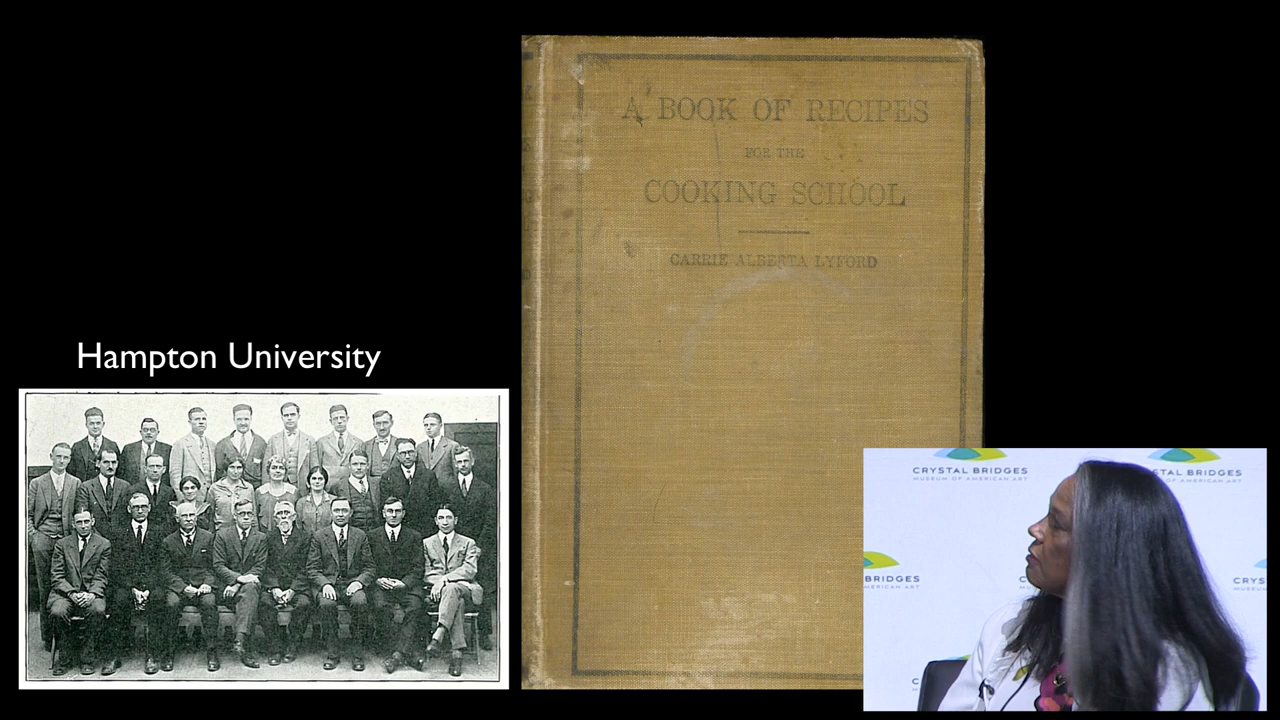 Hampton University
A BOOK OF RECIPES
FOR THE
COOKING SCHOOL
CARRIE ALBERTA LYFORD
CRYSTAL BRIDGES
MUSEUM OF AMERICAN ART
CRYSTAL BRIDGES
MUSEUM OF AMERICAN ART
BRIDGES
AMERICAN ART
CRYS